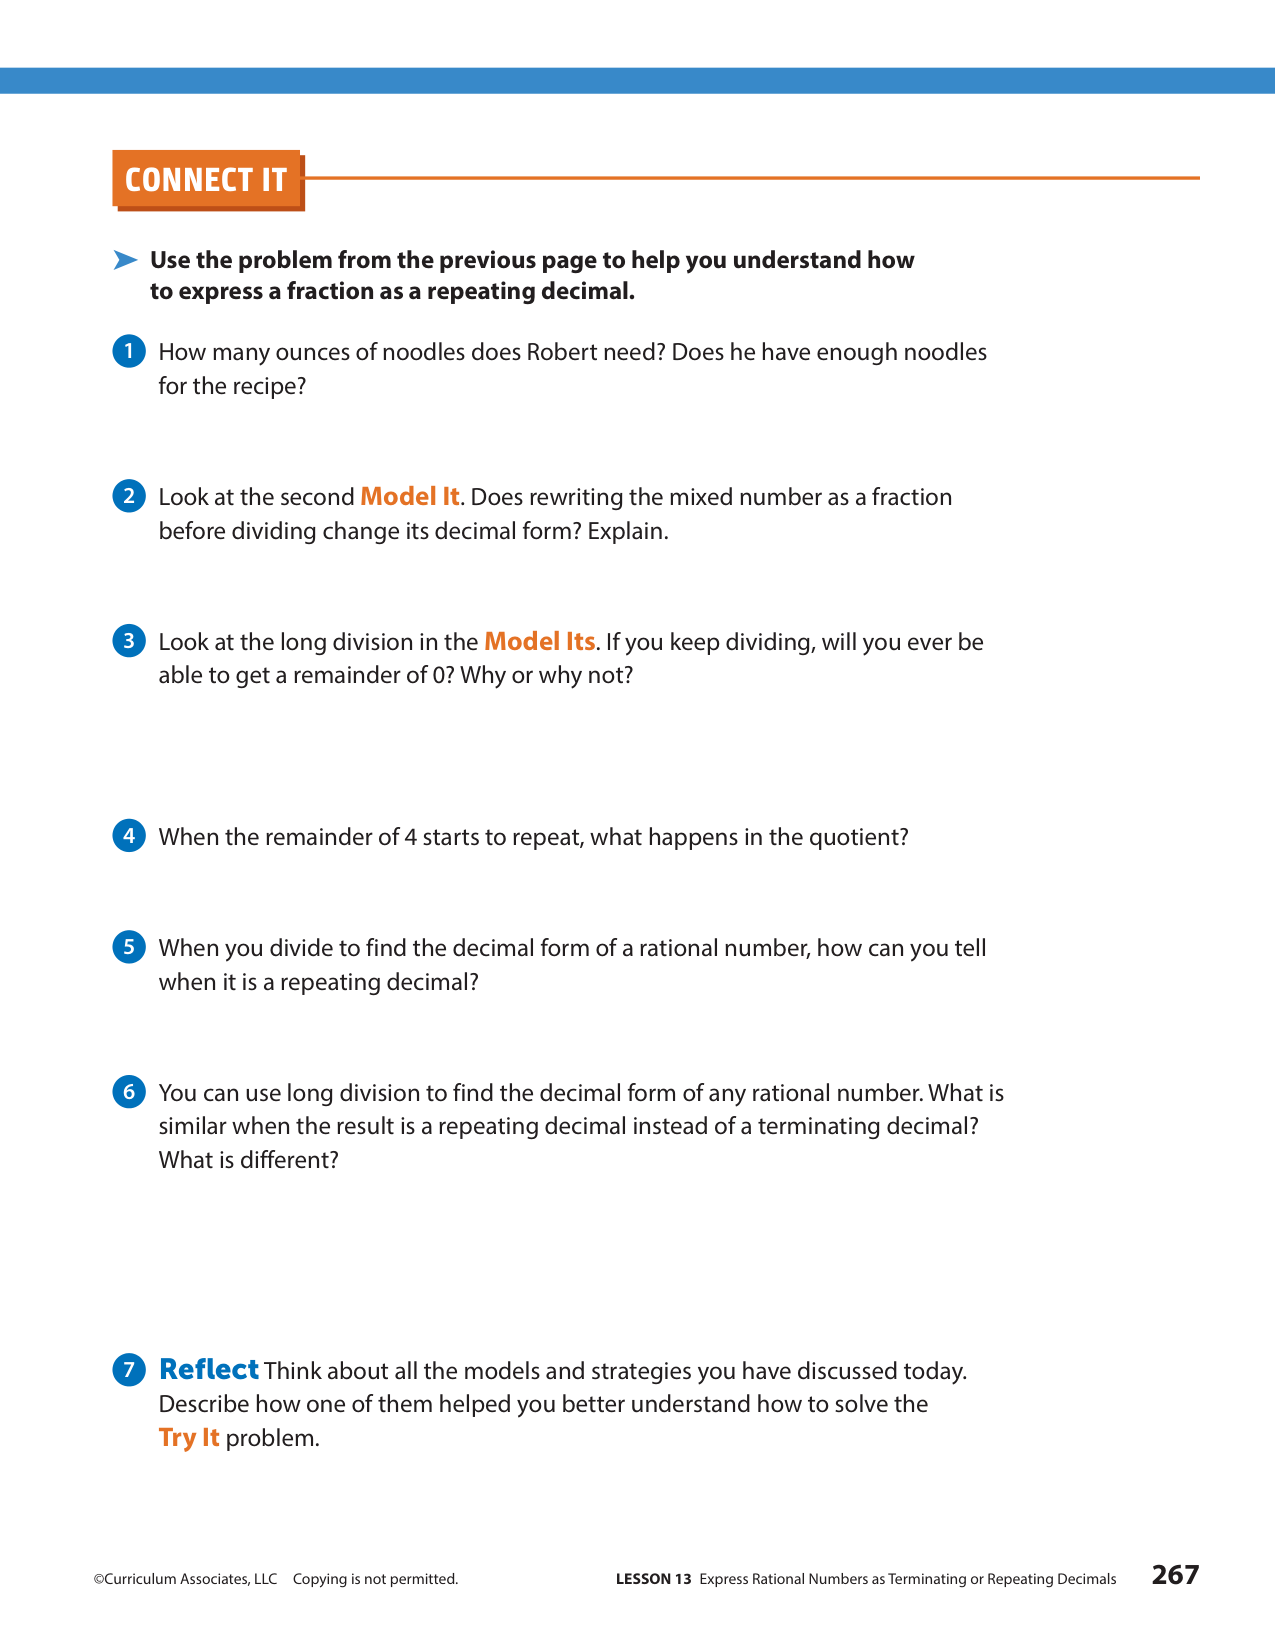 CONNECT IT
Use the problem from the previous page to help you understand how
to express a fraction as a repeating decimal.
1 How many ounces of noodles does Robert need? Does he have enough noodles
for the recipe?
2 Look at the second Model It. Does rewriting the mixed number as a fraction
before dividing change its decimal form? Explain.
3 Look at the long division in the Model Its. If you keep dividing, will you ever be
able to get a remainder of 0? Why or why not?
4 When the remainder of 4 starts to repeat, what happens in the quotient?
5 When you divide to find the decimal form of a rational number, how can you tell
when it is a repeating decimal?
6 You can use long division to find the decimal form of any rational number. What is
similar when the result is a repeating decimal instead of a terminating decimal?
What is different?
7 Reflect Think about all the models and strategies you have discussed today.
Describe how one of them helped you better understand how to solve the
Try It problem.
©Curriculum Associates, LLC Copying is not permitted. LESSON 13 Express Rational Numbers as Terminating or Repeating Decimals 267